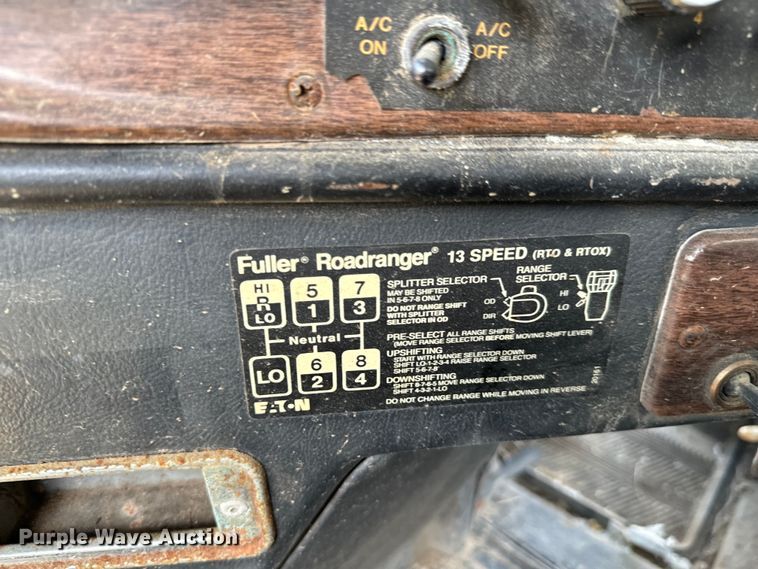 A/C A/C
ON OFF
4
Fuller® Roadranger® 13 SPEED (RTO & RTOX)
HI 5 7
R 1 3
LO
Neutral
LO 6 8
2 4
EATON
SPLITTER SELECTOR
MAY BE SHIFTED
IN 5-6-7-8 ONLY
DO NOT RANGE SHIFT
WITH SPLITTER
SELECTOR IN OD
OD
DIR
RANGE
SELECTOR
HI
LO
PRE-SELECT ALL RANGE SHIFTS
(MOVE RANGE SELECTOR BEFORE MOVING SHIFT LEVER)
UPSHIFTING
START WITH RANGE SELECTOR DOWN
SHIFT LO-1-2-3-4 RAISE RANGE SELECTOR
SHIFT 5-6-7-8
DOWNSHIFTING
SHIFT 8-7-6-5 MOVE RANGE SELECTOR DOWN
SHIFT 4-3-2-1-LO
DO NOT CHANGE RANGE WHILE MOVING IN REVERSE
20151
Purple Wave Auction